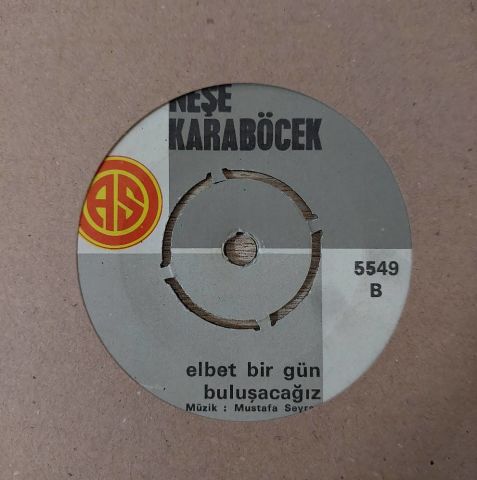 NEŞE
KARABÖCEK
AS
5549
B
elbet bir gün
buluşacağız
Müzik : Mustafa